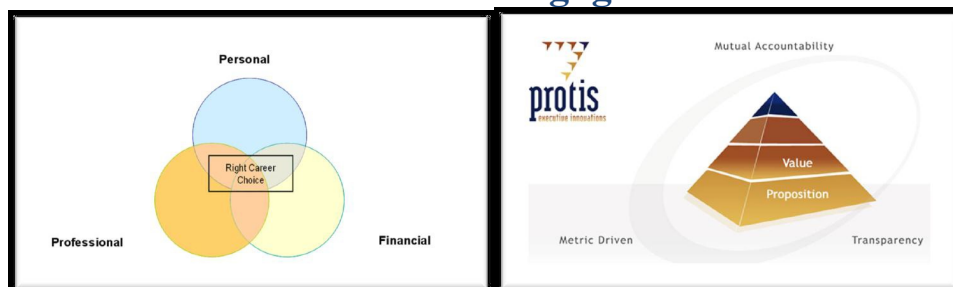 Personal
Right Career
Choice
Professional
Financial
protis
executive innovations
Mutual Accountability
Value
Proposition
Metric Driven
Transparency